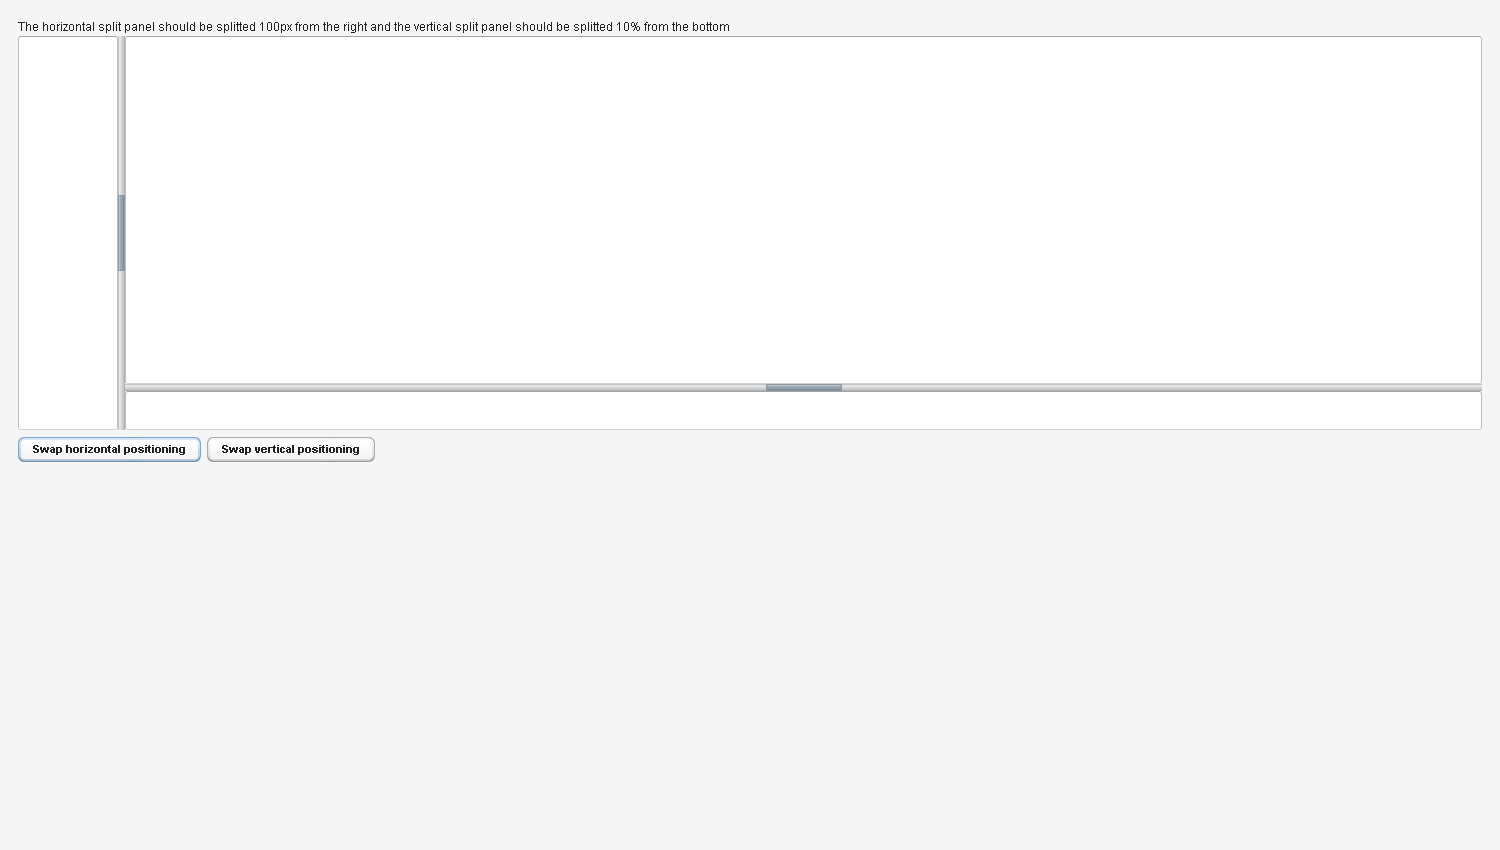 The horizontal split panel should be splitted 100px from the right and the vertical split panel should be splitted 10% from the bottom
Swap horizontal positioning
Swap vertical positioning